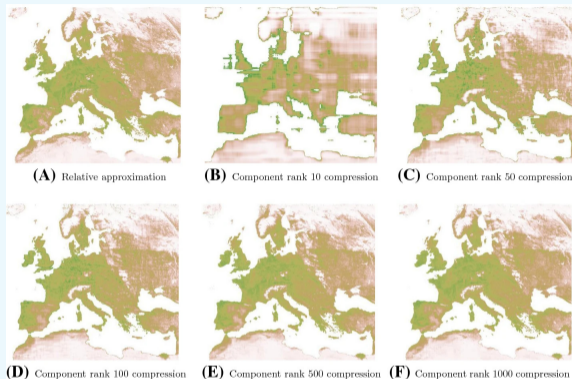 (A) Relative approximation
(B) Component rank 10 compression
(C) Component rank 50 compression
(D) Component rank 100 compression
(E) Component rank 500 compression
(F) Component rank 1000 compression